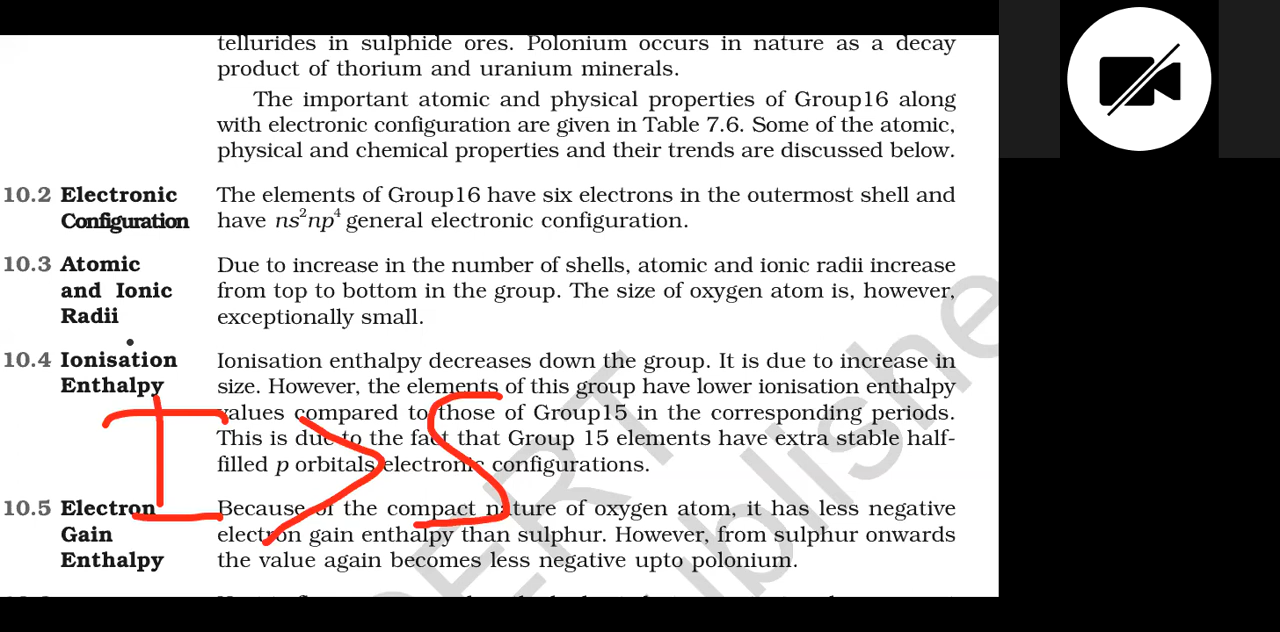 tellurides in sulphide ores. Polonium occurs in nature as a decay
product of thorium and uranium minerals.
The important atomic and physical properties of Group16 along
with electronic configuration are given in Table 7.6. Some of the atomic,
physical and chemical properties and their trends are discussed below.
10.2 Electronic Configuration
The elements of Group16 have six electrons in the outermost shell and
have ns²np⁴ general electronic configuration.
10.3 Atomic and Ionic Radii
Due to increase in the number of shells, atomic and ionic radii increase
from top to bottom in the group. The size of oxygen atom is, however,
exceptionally small.
10.4 Ionisation Enthalpy
Ionisation enthalpy decreases down the group. It is due to increase in
size. However, the elements of this group have lower ionisation enthalpy
values compared to those of Group15 in the corresponding periods.
This is due to the fact that Group 15 elements have extra stable half-
filled p orbitals electronic configurations.
I > S
10.5 Electron Gain Enthalpy
Because of the compact nature of oxygen atom, it has less negative
electron gain enthalpy than sulphur. However, from sulphur onwards
the value again becomes less negative upto polonium.